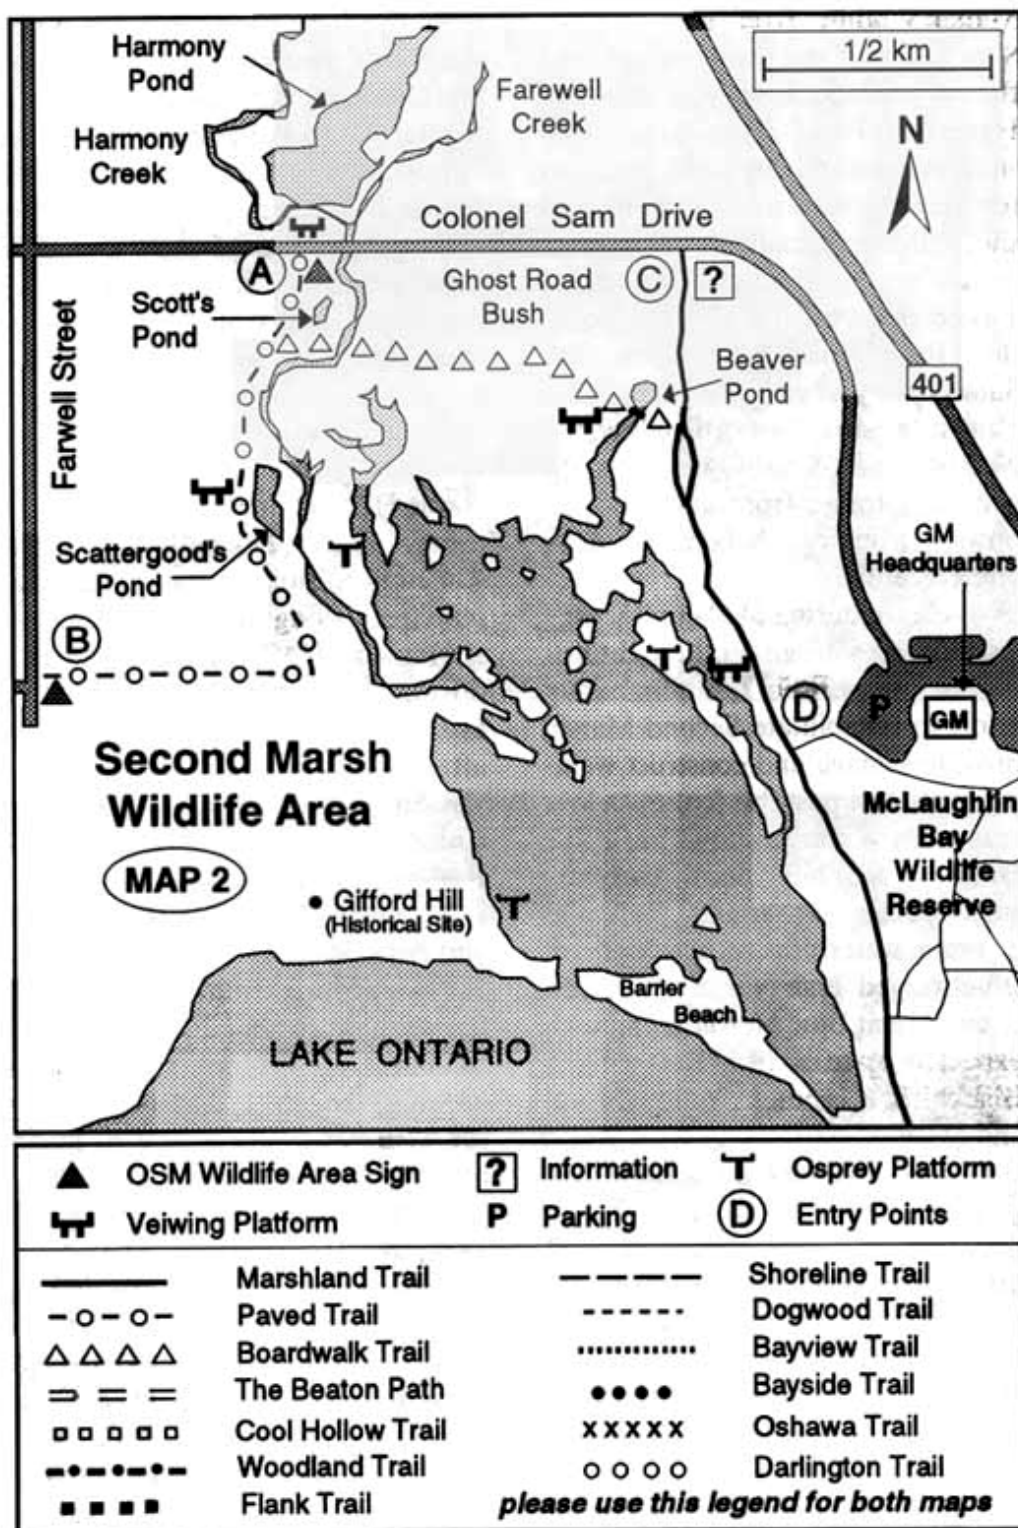 Harmony
Pond
Harmony
Creek
Farewell
Creek
1/2 km
N
Colonel Sam Drive
A
Scott's
Pond
Ghost Road
Bush
C
?
Beaver
Pond
401
Farwell Street
Scattergood's
Pond
GM
Headquarters
B
D
P
GM
Second Marsh
Wildlife Area
MAP 2
McLaughlin
Bay
Wildlife
Reserve
Gifford Hill
(Historical Site)
Barrier
Beach
LAKE ONTARIO
OSM Wildlife Area Sign
? Information
Osprey Platform
Veiwing Platform
P Parking
D Entry Points
Marshland Trail
Shoreline Trail
Paved Trail
Dogwood Trail
Boardwalk Trail
Bayview Trail
The Beaton Path
Bayside Trail
Cool Hollow Trail
xxxxx Oshawa Trail
Woodland Trail
Darlington Trail
Flank Trail
please use this legend for both maps